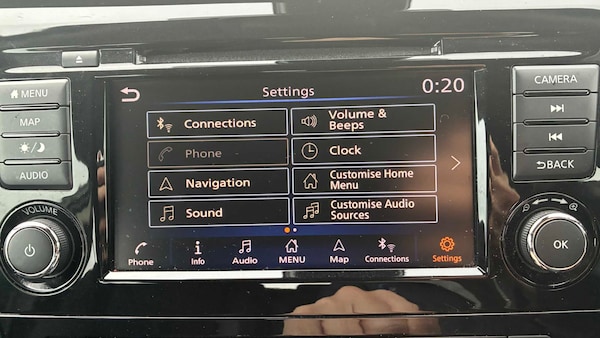 Settings
0:20
MENU
MAP
AUDIO
VOLUME
Connections
Volume &
Beeps
Phone
Clock
Navigation
Customise Home
Menu
Sound
Customise Audio
Sources
Phone
Info
Audio
MENU
Map
Connections
Settings
CAMERA
BACK
OK